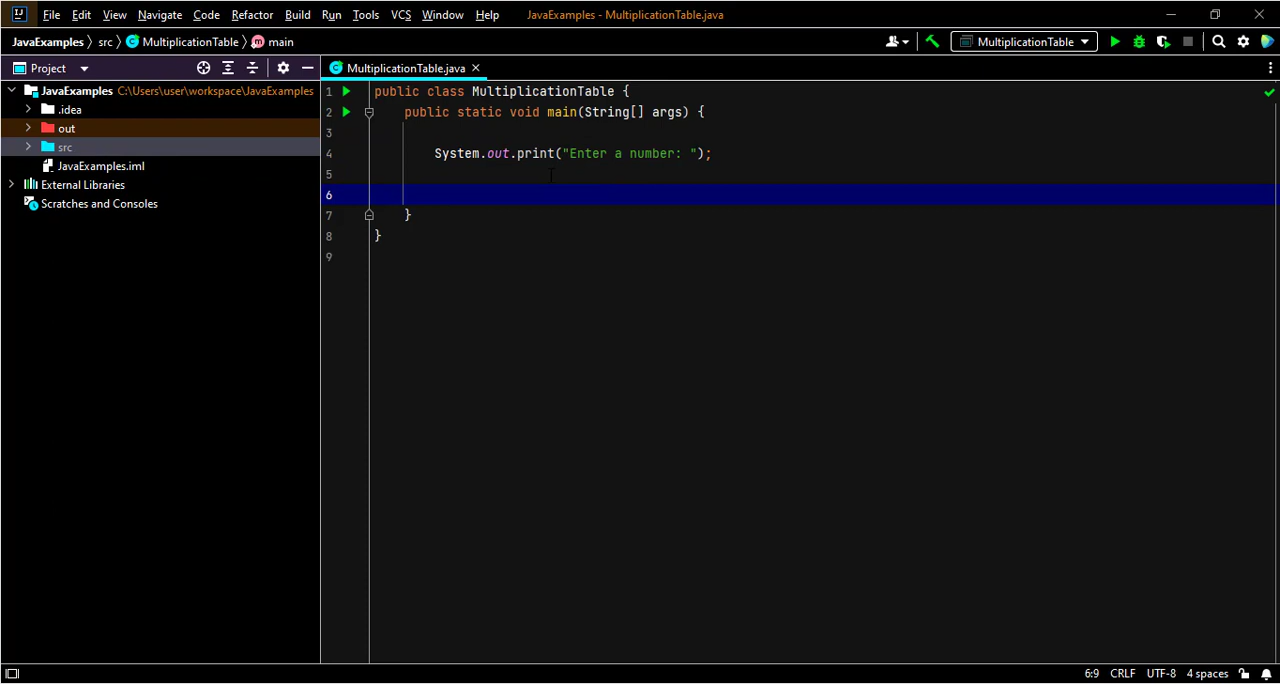 File Edit View Navigate Code Refactor Build Run Tools VCS Window Help JavaExamples - MultiplicationTable.java
JavaExamples src MultiplicationTable main MultiplicationTable
Project MultiplicationTable.java
JavaExamples C:\Users\user\workspace\JavaExamples
.idea
out
src
JavaExamples.iml
External Libraries
Scratches and Consoles
1 public class MultiplicationTable {
2 public static void main(String[] args) {
3
4 System.out.print("Enter a number: ");
5
6
7 }
8 }
9
6:9 CRLF UTF-8 4 spaces